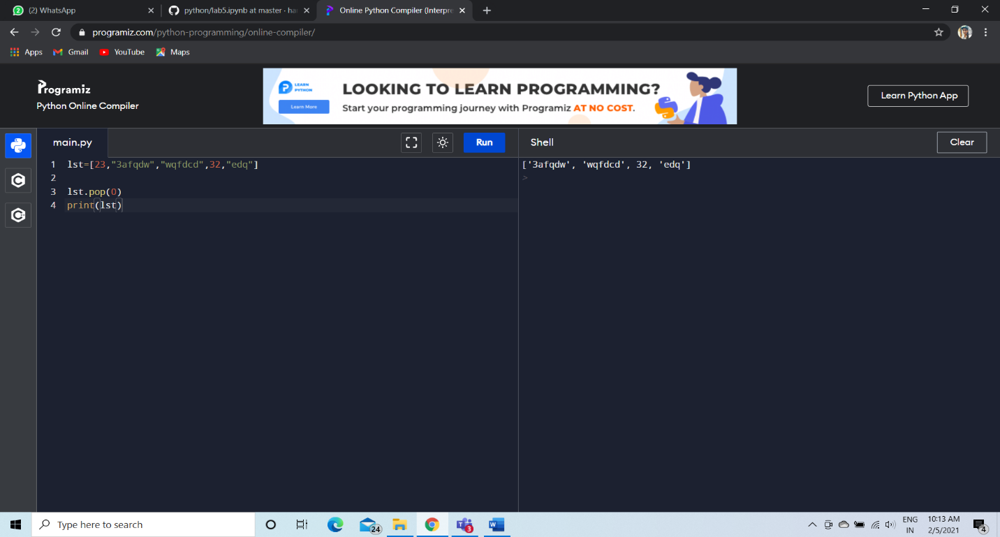 (2) WhatsApp
python/lab5.ipynb at master · ha
Online Python Compiler (Interpre
programiz.com/python-programming/online-compiler/
Apps Gmail YouTube Maps
Programiz
Python Online Compiler
LEARN
PYTHON
Learn More
LOOKING TO LEARN PROGRAMMING?
Start your programming journey with Programiz AT NO COST.
Learn Python App
main.py
Run
Shell
Clear
1 lst=[23,"3afqdw","wqfdcd",32,"edq"]
2
3 lst.pop(0)
4 print(lst)
['3afqdw', 'wqfdcd', 32, 'edq']
>
Type here to search
24
3
ENG
IN
10:13 AM
2/5/2021
4